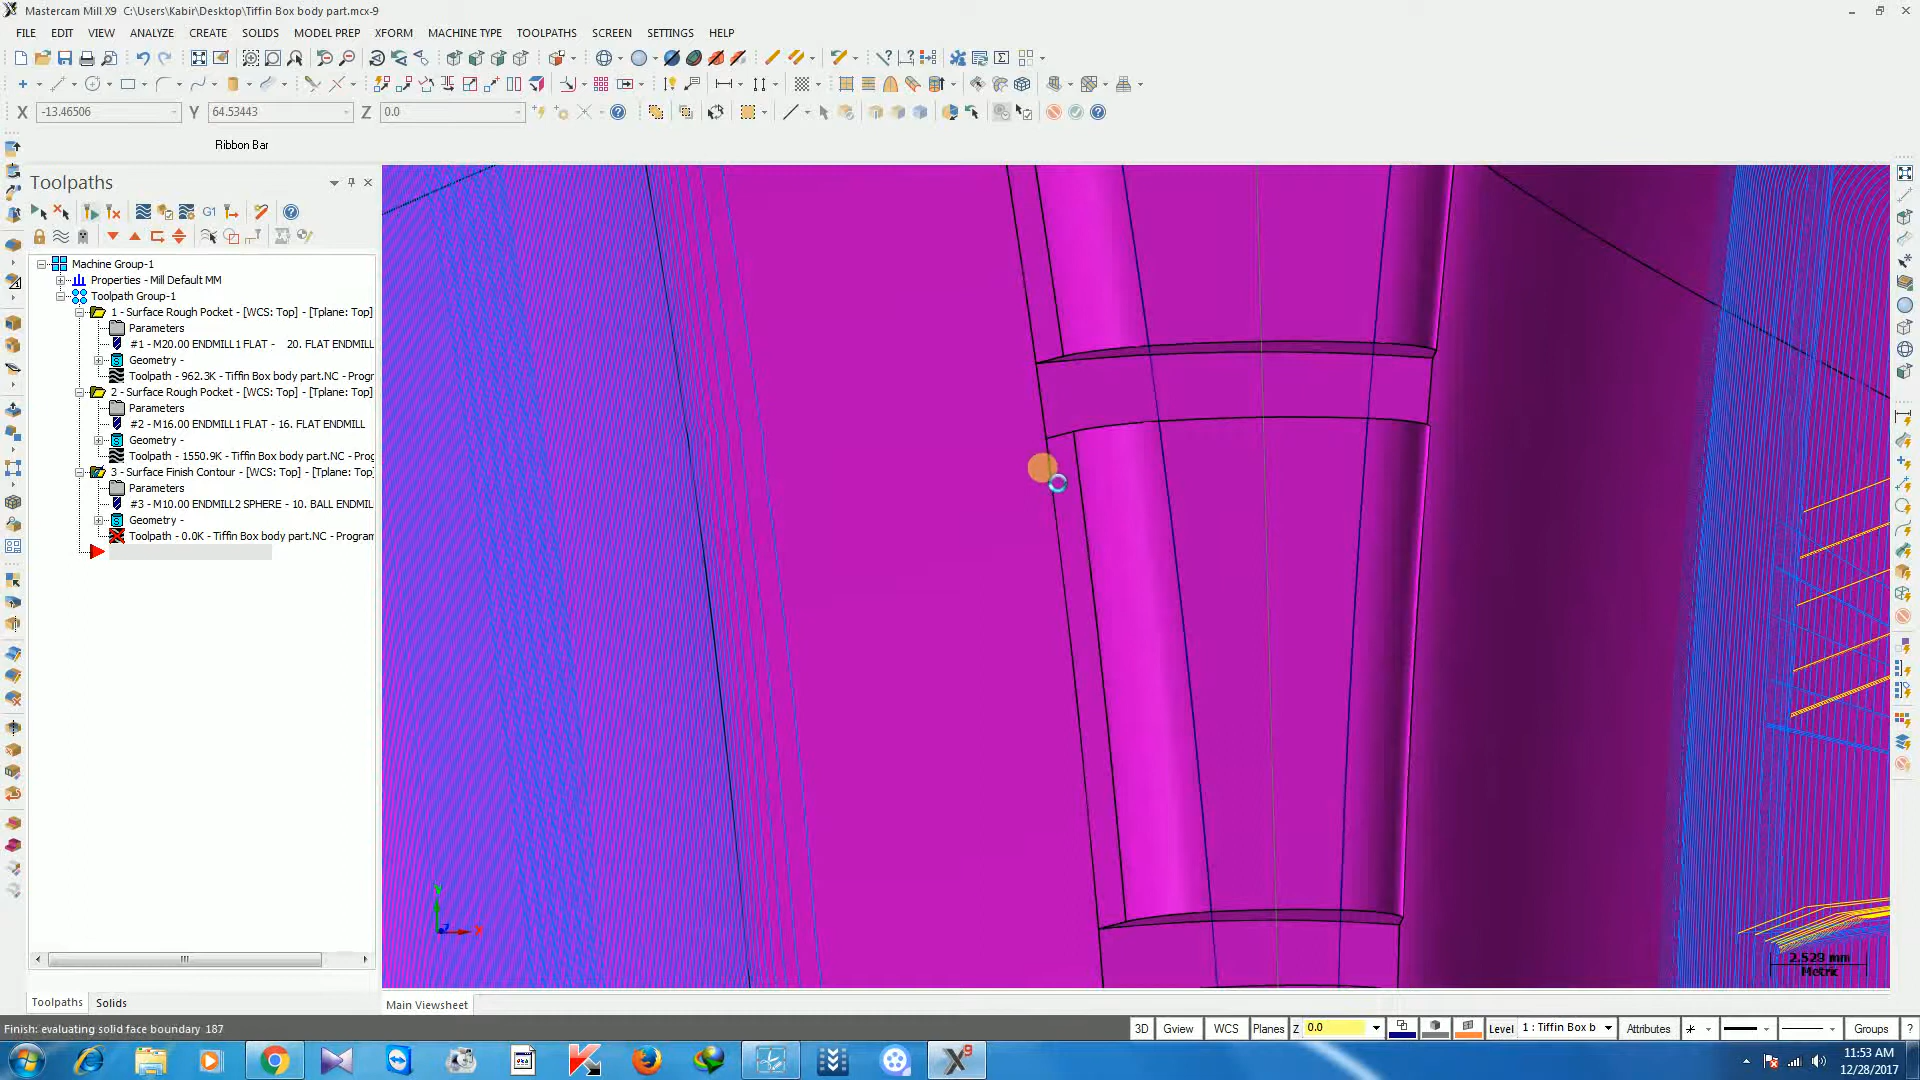 Mastercam Mill X9 C:\Users\Kabir\Desktop\Tiffin Box body part.mcx-9
FILE EDIT VIEW ANALYZE CREATE SOLIDS MODEL PREP XFORM MACHINE TYPE TOOLPATHS SCREEN SETTINGS HELP
X -13.46506 Y 64.53443 Z 0.0
Ribbon Bar
Toolpaths
G1
Machine Group-1
Properties - Mill Default MM
Toolpath Group-1
1 - Surface Rough Pocket - [WCS: Top] - [Tplane: Top]
Parameters
#1 - M20.00 ENDMILL1 FLAT - 20. FLAT ENDMILL
Geometry -
Toolpath - 962.3K - Tiffin Box body part.NC - Progr
2 - Surface Rough Pocket - [WCS: Top] - [Tplane: Top]
Parameters
#2 - M16.00 ENDMILL1 FLAT - 16. FLAT ENDMILL
Geometry -
Toolpath - 1550.9K - Tiffin Box body part.NC - Prog
3 - Surface Finish Contour - [WCS: Top] - [Tplane: Top]
Parameters
#3 - M10.00 ENDMILL2 SPHERE - 10. BALL ENDMIL
Geometry -
Toolpath - 0.0K - Tiffin Box body part.NC - Program
X
2.529 mm
Metric
Toolpaths Solids
Main Viewsheet
Finish: evaluating solid face boundary 187
3D Gview WCS Planes Z 0.0 Level 1 : Tiffin Box b Attributes Groups ?
11:53 AM
12/28/2017